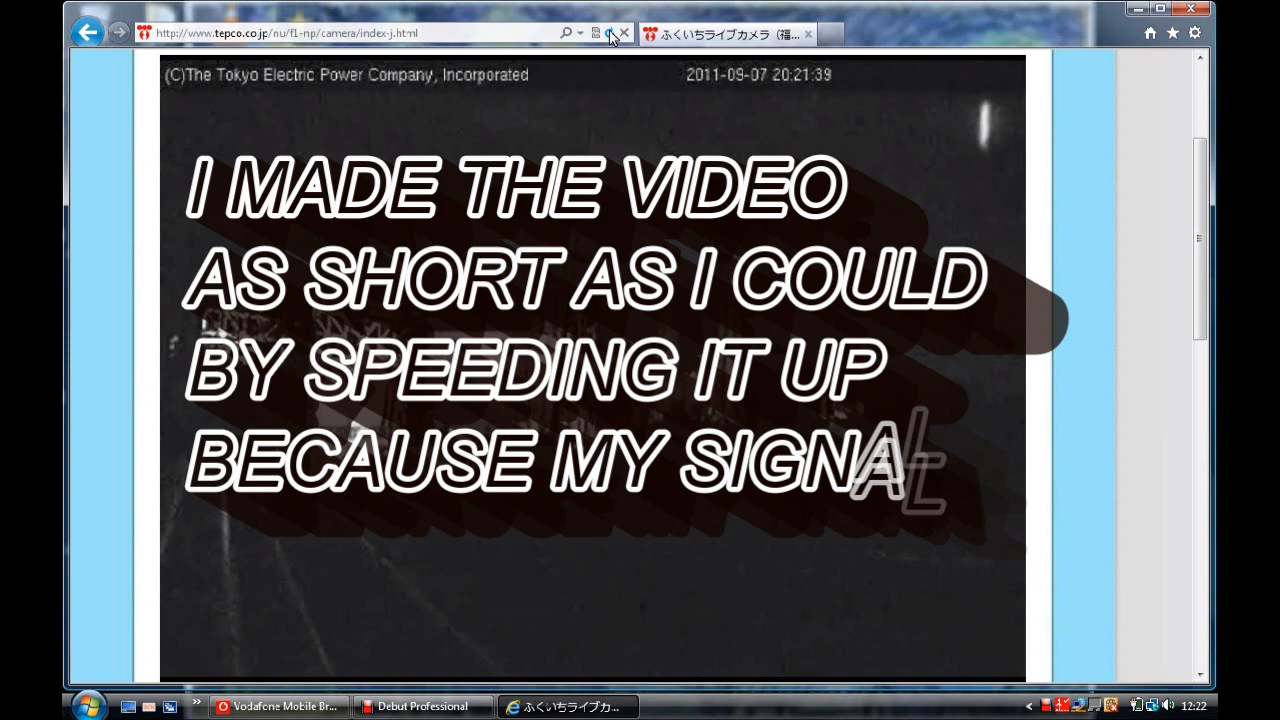 http://www.tepco.co.jp/nu/f1-np/camera/index-j.html
ふくいちライブカメラ（福...
(C)The Tokyo Electric Power Company, Incorporated
2011-09-07 20:21:39
I MADE THE VIDEO
AS SHORT AS I COULD
BY SPEEDING IT UP
BECAUSE MY SIGNAL
Vodafone Mobile Br...
Debut Professional
ふくいちライブカ...
12:22